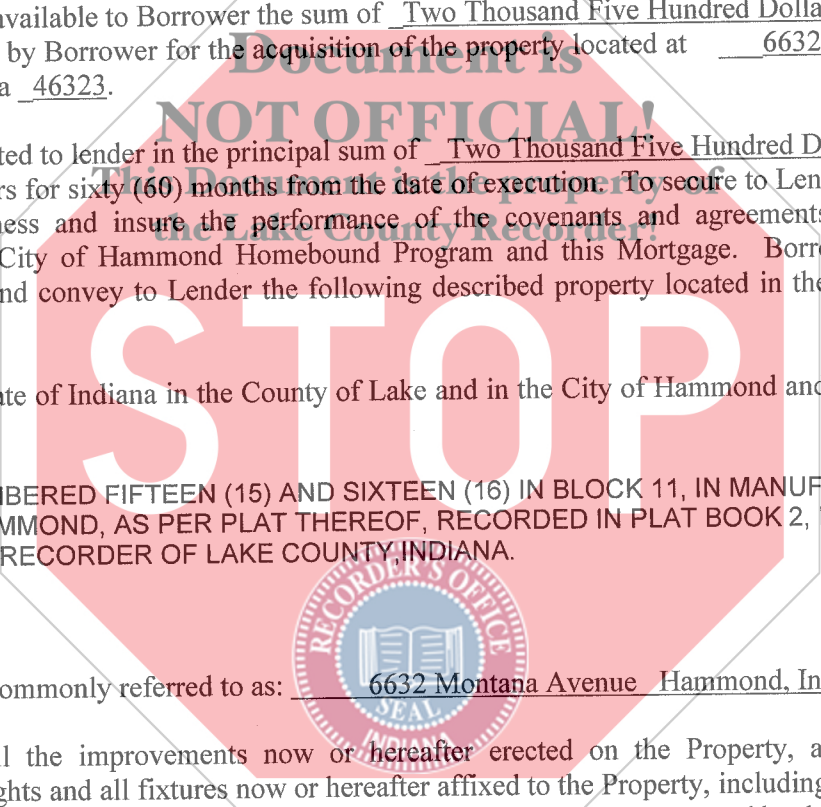 available to Borrower the sum of Two Thousand Five Hundred Dolla
by Borrower for the acquisition of the property located at 6632
Document is
a 46323.
NOT OFFICIAL!
ted to lender in the principal sum of Two Thousand Five Hundred D
This Document is the property of
rs for sixty (60) months from the date of execution. To secure to Len
ness and insure the performance of the covenants and agreements
the Lake County Recorder!
City of Hammond Homebound Program and this Mortgage. Borr
nd convey to Lender the following described property located in the
STOP
ate of Indiana in the County of Lake and in the City of Hammond and
BERED FIFTEEN (15) AND SIXTEEN (16) IN BLOCK 11, IN MANUF
MMOND, AS PER PLAT THEREOF, RECORDED IN PLAT BOOK 2,
RECORDER OF LAKE COUNTY,INDIANA.
RECORDER'S OFFICE
ommonly referred to as: 6632 Montana Avenue Hammond, In
SEAL
INDIANA
ll the improvements now or hereafter erected on the Property, a
ghts and all fixtures now or hereafter affixed to the Property, including